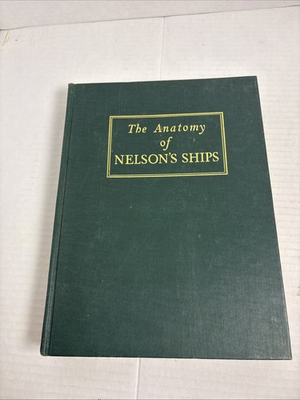 The Anatomy
of
NELSON'S SHIPS